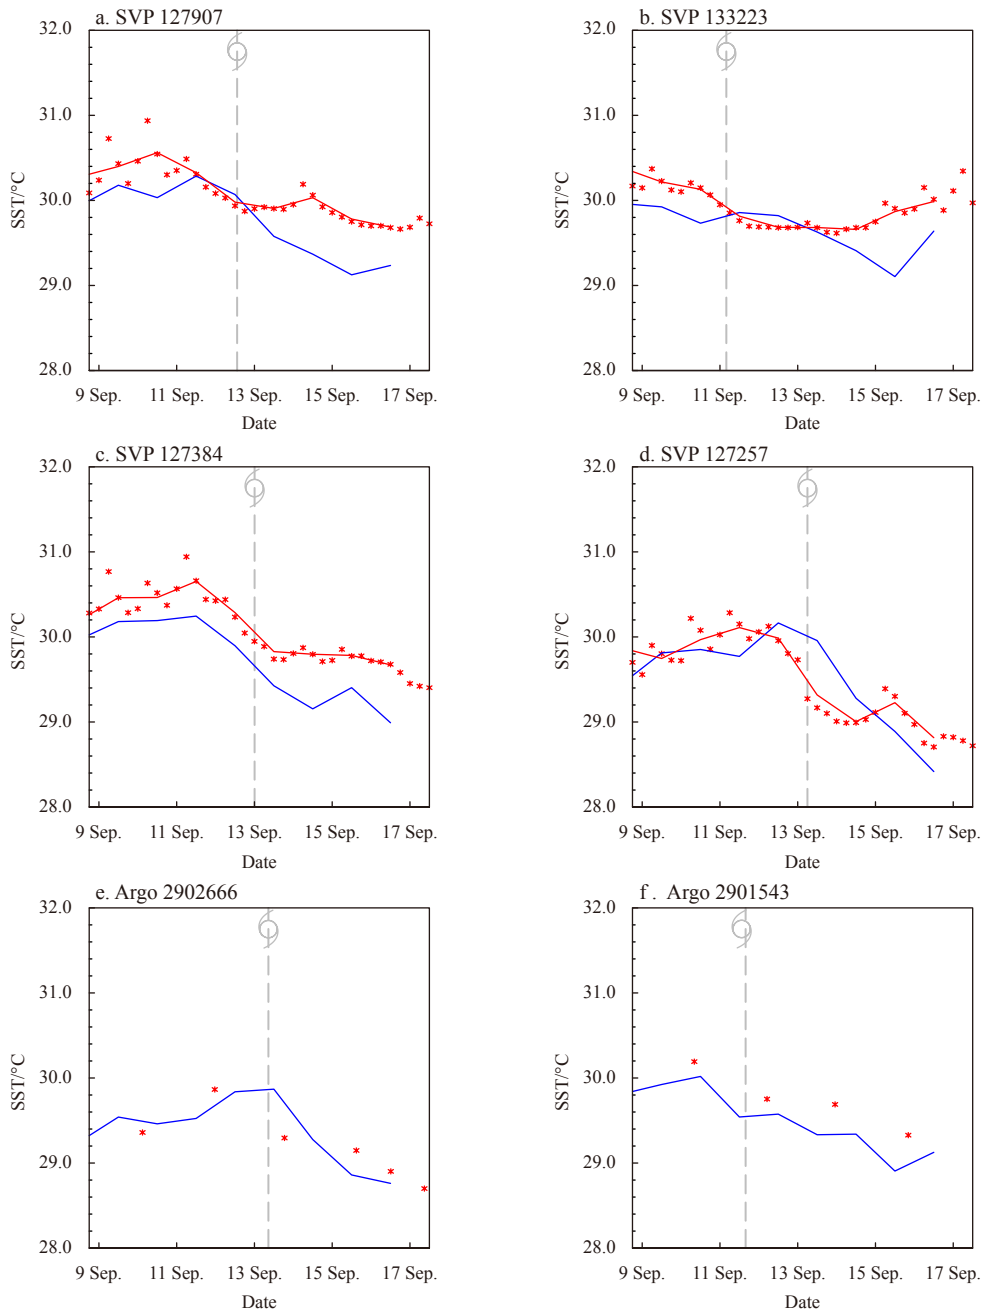 a. SVP 127907
b. SVP 133223
32.0
31.0
30.0
29.0
28.0
SST/°C
9 Sep. 11 Sep. 13 Sep. 15 Sep. 17 Sep.
Date
32.0
31.0
30.0
29.0
28.0
SST/°C
9 Sep. 11 Sep. 13 Sep. 15 Sep. 17 Sep.
Date
c. SVP 127384
d. SVP 127257
32.0
31.0
30.0
29.0
28.0
SST/°C
9 Sep. 11 Sep. 13 Sep. 15 Sep. 17 Sep.
Date
32.0
31.0
30.0
29.0
28.0
SST/°C
9 Sep. 11 Sep. 13 Sep. 15 Sep. 17 Sep.
Date
e. Argo 2902666
f . Argo 2901543
32.0
31.0
30.0
29.0
28.0
SST/°C
9 Sep. 11 Sep. 13 Sep. 15 Sep. 17 Sep.
Date
32.0
31.0
30.0
29.0
28.0
SST/°C
9 Sep. 11 Sep. 13 Sep. 15 Sep. 17 Sep.
Date